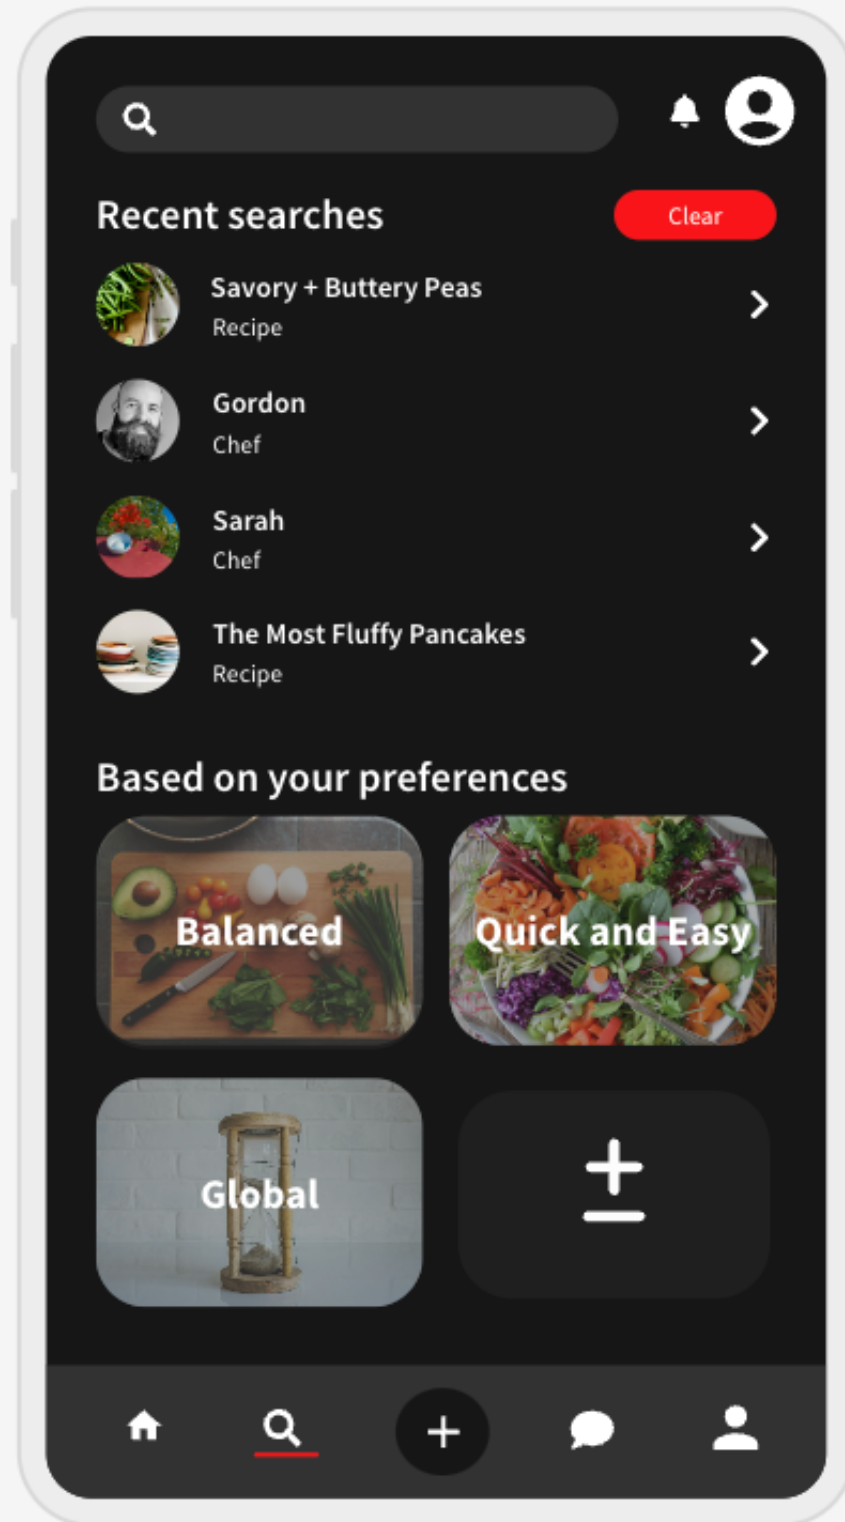 Recent searches
Clear
Savory + Buttery Peas
Recipe
Gordon
Chef
Sarah
Chef
The Most Fluffy Pancakes
Recipe
Based on your preferences
Balanced
Quick and Easy
Global